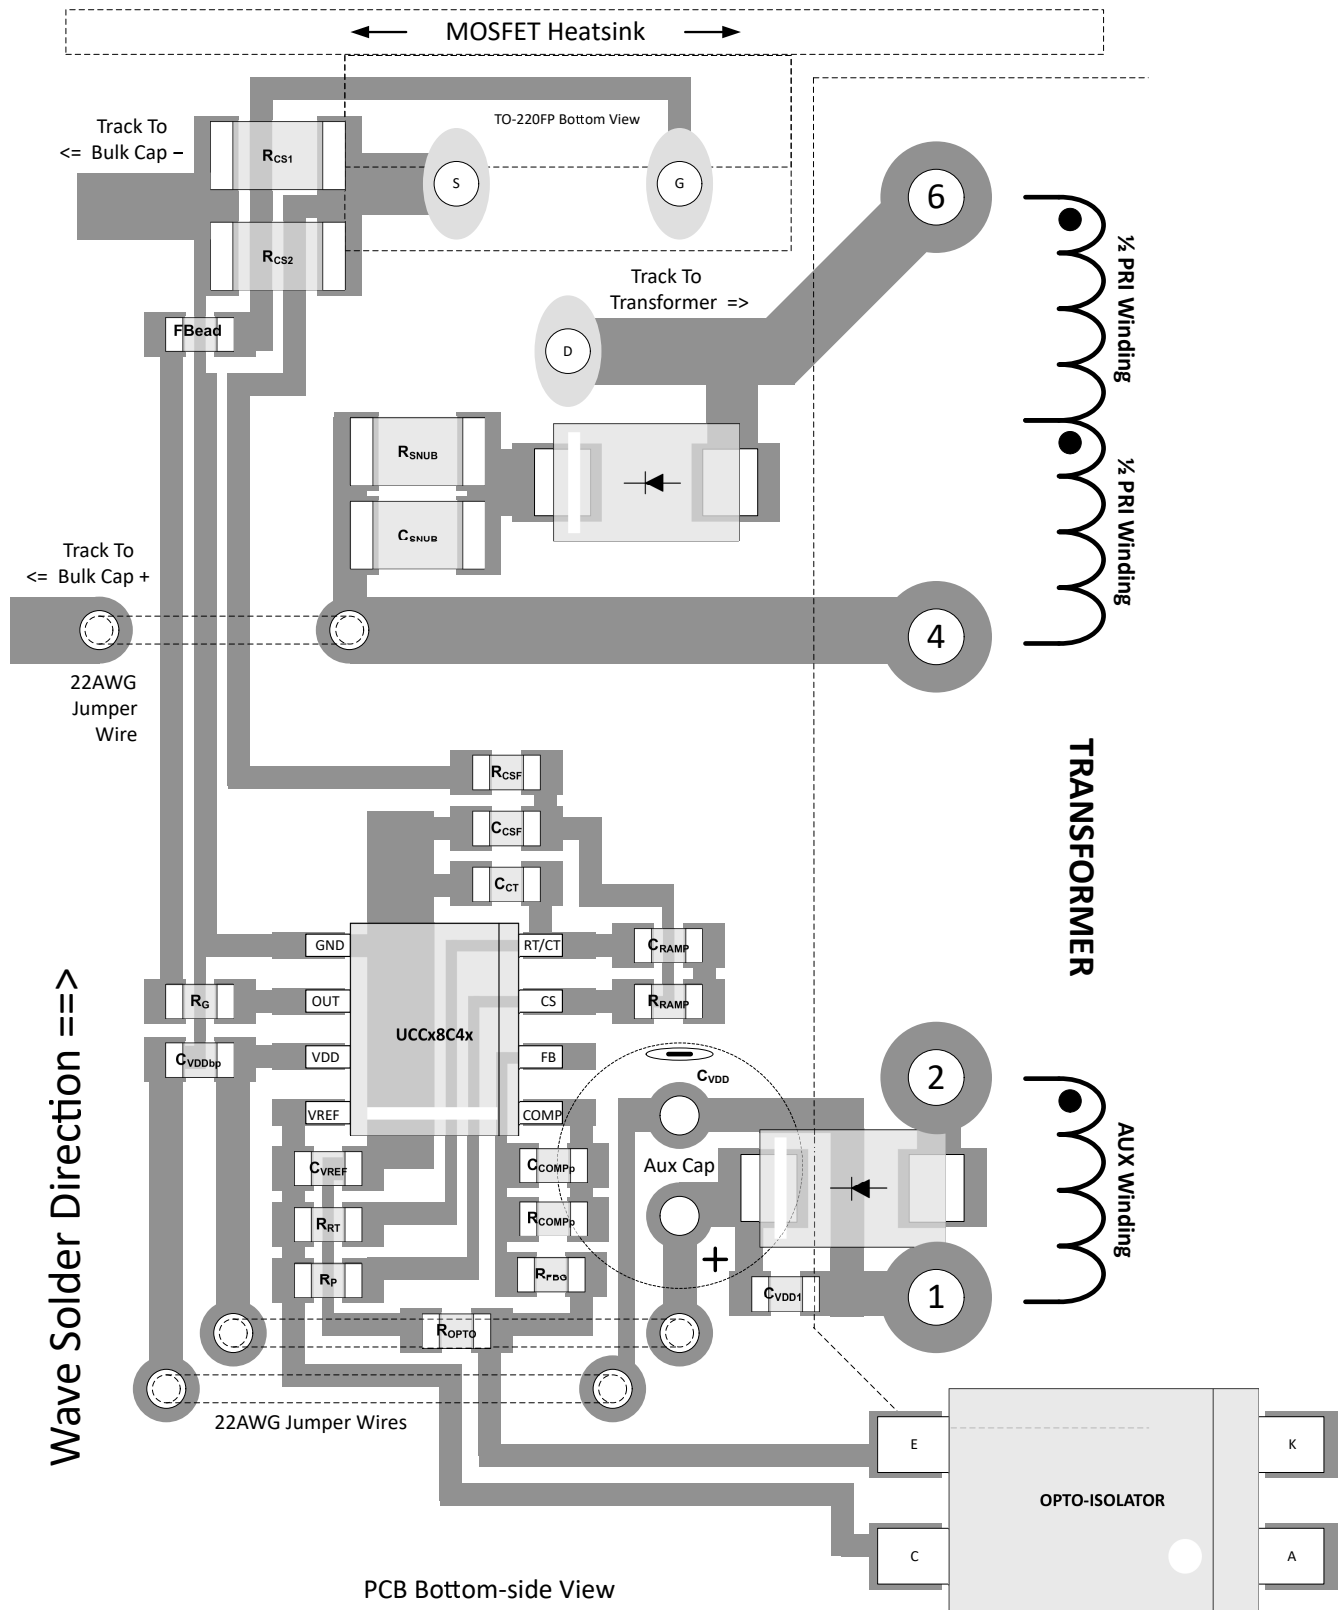 MOSFET Heatsink
TO-220FP Bottom View
Track To
<= Bulk Cap –
RCS1
S
G
6
RCS2
½ PRI Winding
Track To
Transformer =>
FBead
D
RSNUB
CSNUB
½ PRI Winding
Track To
<= Bulk Cap +
4
22AWG
Jumper
Wire
TRANSFORMER
RCSF
CCSF
CCT
GND
RT/CT
CRAMP
OUT
CS
RG
RRAMP
UCCx8C4x
VDD
FB
CVDDbp
–
CVDD
2
VREF
COMP
CVREF
CCOMPp
Aux Cap
AUX Winding
RRT
RCOMPp
+
RP
RFBG
CVDD1
1
ROPTO
22AWG Jumper Wires
Wave Solder Direction ==>
E
K
OPTO-ISOLATOR
C
A
PCB Bottom-side View